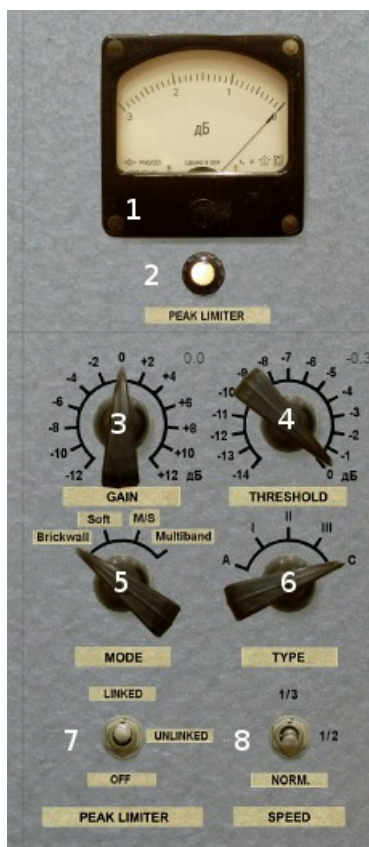 3 2 1 0
дБ
1
2
PEAK LIMITER
-12 -10 -8 -6 -4 -2 0 +2 +4 +6 +8 +10 +12 дБ
0.0
3
GAIN
-14 -13 -12 -11 -10 -9 -8 -7 -6 -5 -4 -3 -2 -1 0 дБ
-0.3
4
THRESHOLD
Brickwall Soft M/S Multiband
5
MODE
A I II III C
6
TYPE
LINKED
7 UNLINKED
OFF
PEAK LIMITER
1/3
8 1/2
NORM.
SPEED